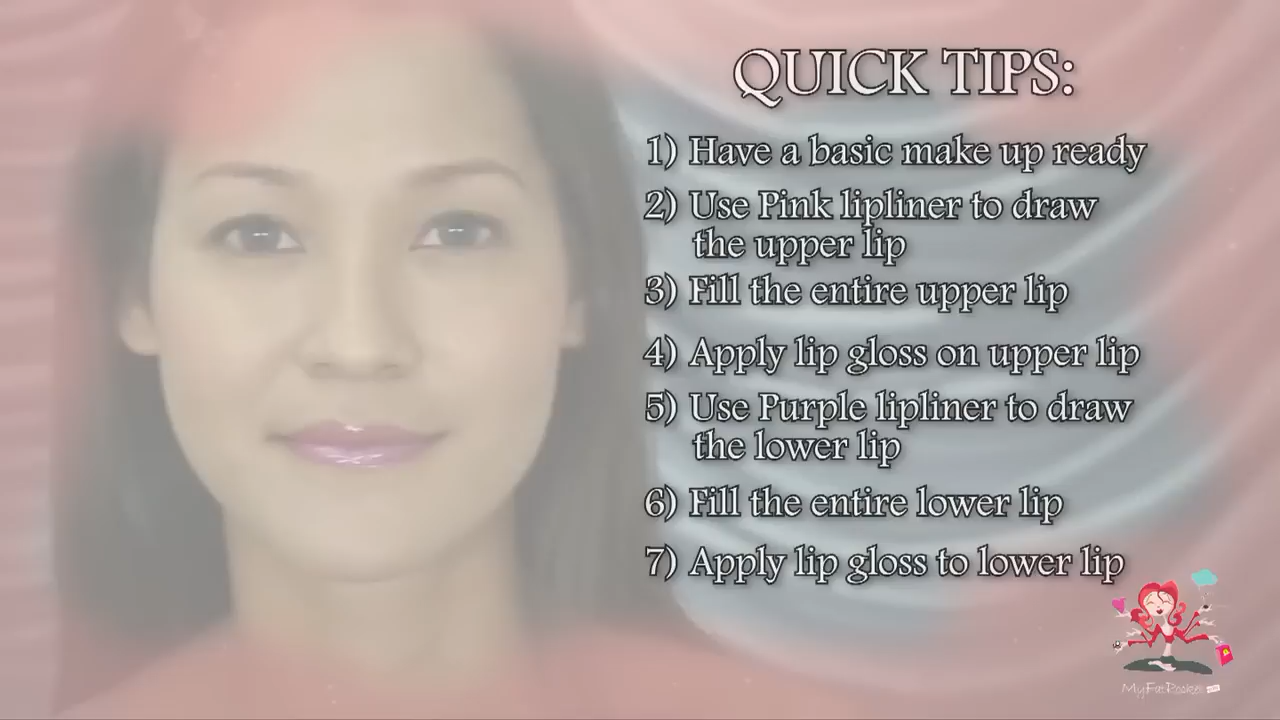 QUICK TIPS:
1) Have a basic make up ready
2) Use Pink lipliner to draw
the upper lip
3) Fill the entire upper lip
4) Apply lip gloss on upper lip
5) Use Purple lipliner to draw
the lower lip
6) Fill the entire lower lip
7) Apply lip gloss to lower lip